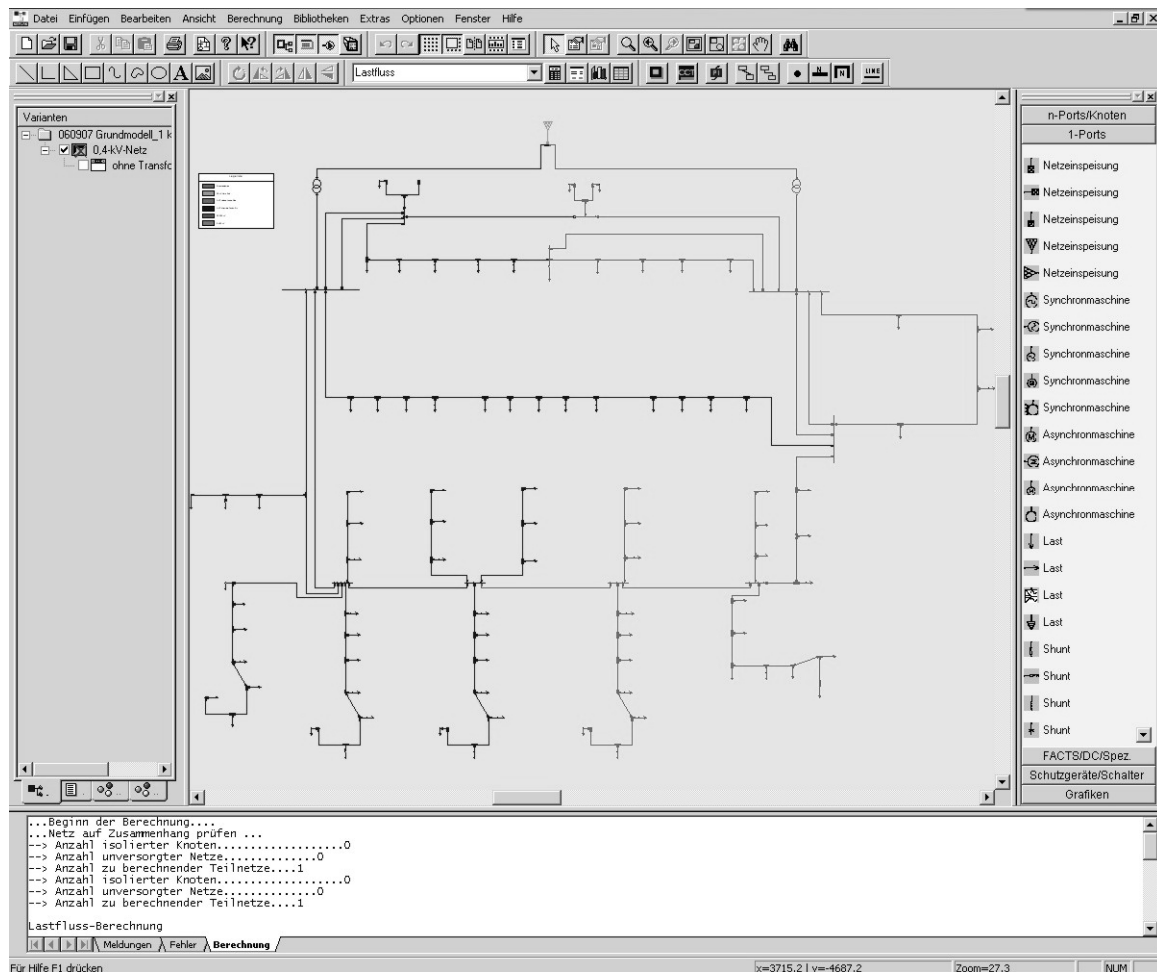 Datei Einfügen Bearbeiten Ansicht Berechnung Bibliotheken Extras Optionen Fenster Hilfe
Lastfluss
LINE
Varianten
060907 Grundmodell_1 k
0,4-kV-Netz
ohne Transfo
n-Ports/Knoten
1-Ports
Netzeinspeisung
Netzeinspeisung
Netzeinspeisung
Netzeinspeisung
Netzeinspeisung
Synchronmaschine
Synchronmaschine
Synchronmaschine
Synchronmaschine
Synchronmaschine
Asynchronmaschine
Asynchronmaschine
Asynchronmaschine
Asynchronmaschine
Last
Last
Last
Last
Shunt
Shunt
Shunt
Shunt
FACTS/DC/Spez.
Schutzgeräte/Schalter
Grafiken
...Beginn der Berechnung....
...Netz auf Zusammenhang prüfen ...
--> Anzahl isolierter Knoten...................0
--> Anzahl unversorgter Netze..............0
--> Anzahl zu berechnender Teilnetze....1
--> Anzahl isolierter Knoten...................0
--> Anzahl unversorgter Netze..............0
--> Anzahl zu berechnender Teilnetze....1
Lastfluss-Berechnung
Meldungen Fehler Berechnung
Für Hilfe F1 drücken x=3715.2 | y=-4687.2 Zoom=27.3 NUM